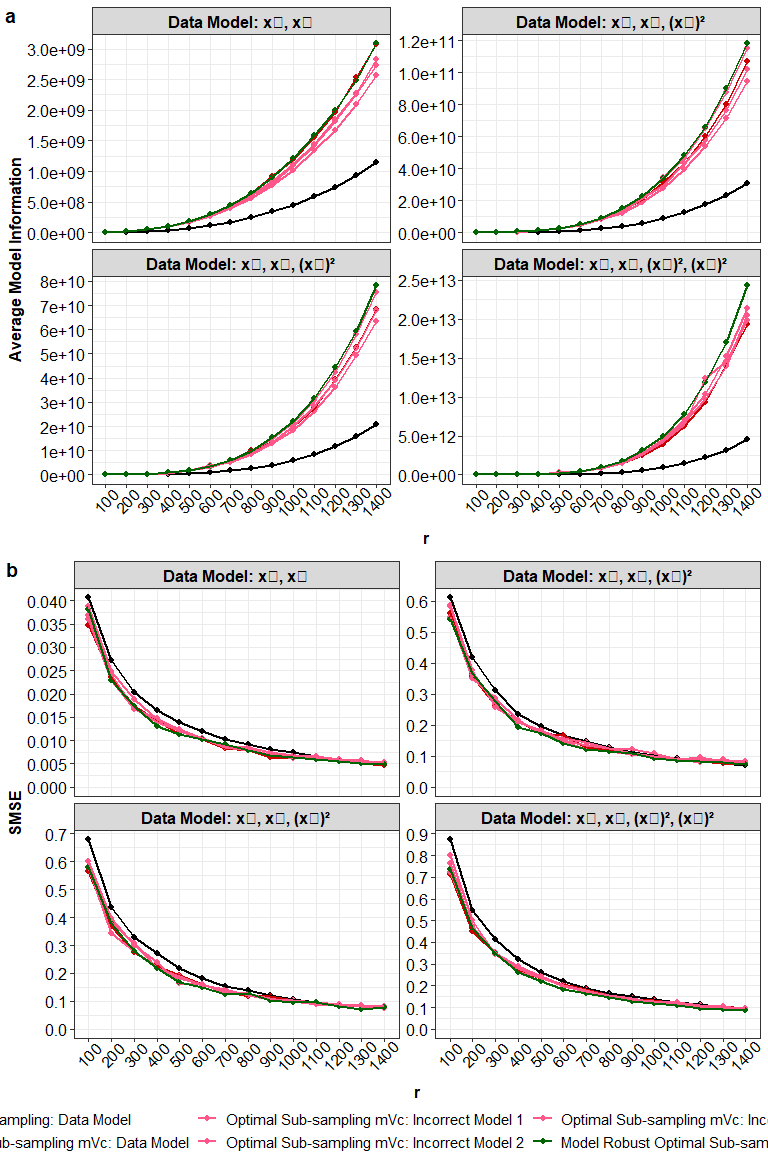 a
Data Model: x▯, x▯
Data Model: x▯, x▯, (x▯)²
3.0e+09
2.5e+09
2.0e+09
1.5e+09
1.0e+09
5.0e+08
0.0e+00
1.2e+11
1.0e+11
8.0e+10
6.0e+10
4.0e+10
2.0e+10
0.0e+00
Average Model Information
Data Model: x▯, x▯, (x▯)²
Data Model: x▯, x▯, (x▯)², (x▯)²
8e+10
7e+10
6e+10
5e+10
4e+10
3e+10
2e+10
1e+10
0e+00
2.5e+13
2.0e+13
1.5e+13
1.0e+13
5.0e+12
0.0e+00
100 200 300 400 500 600 700 800 900 1000 1100 1200 1300 1400
100 200 300 400 500 600 700 800 900 1000 1100 1200 1300 1400
r
b
Data Model: x▯, x▯
Data Model: x▯, x▯, (x▯)²
0.040
0.035
0.030
0.025
0.020
0.015
0.010
0.005
0.000
0.6
0.5
0.4
0.3
0.2
0.1
0.0
SMSE
Data Model: x▯, x▯, (x▯)²
Data Model: x▯, x▯, (x▯)², (x▯)²
0.7
0.6
0.5
0.4
0.3
0.2
0.1
0.0
0.9
0.8
0.7
0.6
0.5
0.4
0.3
0.2
0.1
0.0
100 200 300 400 500 600 700 800 900 1000 1100 1200 1300 1400
100 200 300 400 500 600 700 800 900 1000 1100 1200 1300 1400
r
ampling: Data Model Optimal Sub-sampling mVc: Incorrect Model 1 Optimal Sub-sampling mVc: Inc
ub-sampling mVc: Data Model Optimal Sub-sampling mVc: Incorrect Model 2 Model Robust Optimal Sub-sam